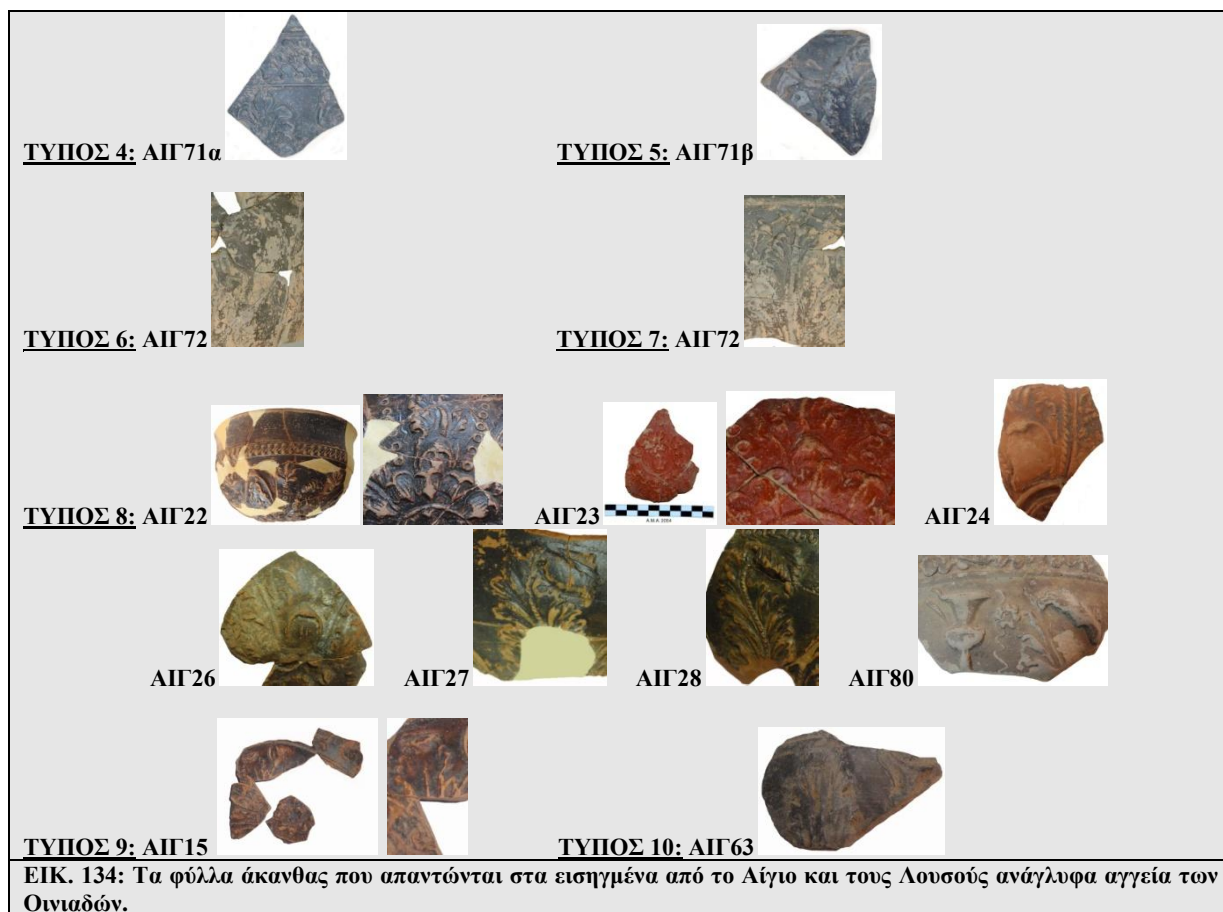 ΤΥΠΟΣ 4: ΑΙΓ71α
ΤΥΠΟΣ 5: ΑΙΓ71β
ΤΥΠΟΣ 6: ΑΙΓ72
ΤΥΠΟΣ 7: ΑΙΓ72
ΤΥΠΟΣ 8: ΑΙΓ22
ΑΙΓ23
ΑΙΓ24
ΑΙΓ26
ΑΙΓ27
ΑΙΓ28
ΑΙΓ80
ΤΥΠΟΣ 9: ΑΙΓ15
ΤΥΠΟΣ 10: ΑΙΓ63
ΕΙΚ. 134: Τα φύλλα άκανθας που απαντώνται στα εισηγμένα από το Αίγιο και τους Λουσούς ανάγλυφα αγγεία των
Οινιαδών.